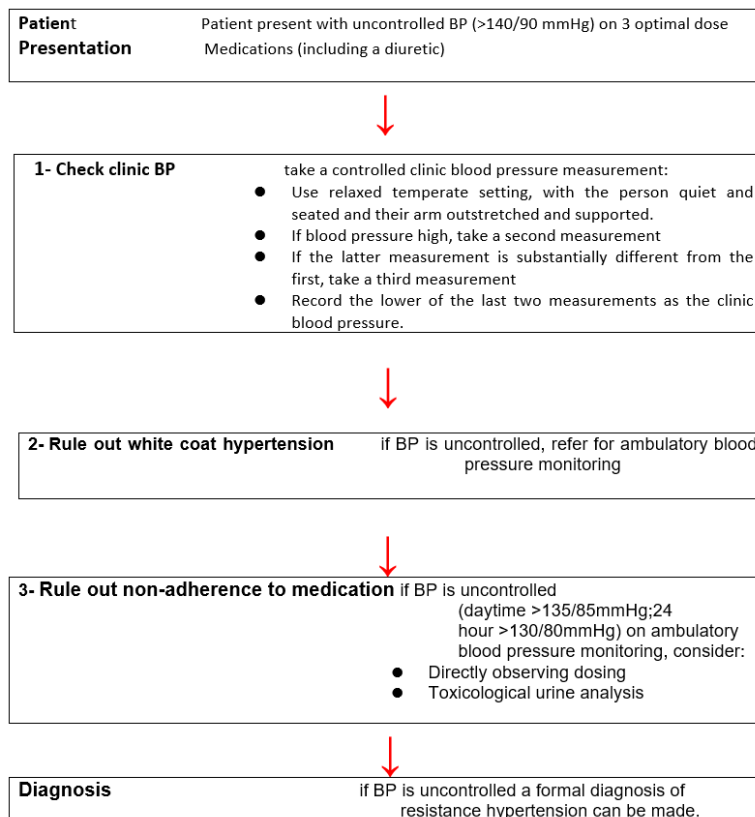 Patient Patient present with uncontrolled BP (>140/90 mmHg) on 3 optimal dose
Presentation Medications (including a diuretic)
1- Check clinic BP take a controlled clinic blood pressure measurement:
● Use relaxed temperate setting, with the person quiet and
seated and their arm outstretched and supported.
● If blood pressure high, take a second measurement
● If the latter measurement is substantially different from the
first, take a third measurement
● Record the lower of the last two measurements as the clinic
blood pressure.
2- Rule out white coat hypertension if BP is uncontrolled, refer for ambulatory blood
pressure monitoring
3- Rule out non-adherence to medication if BP is uncontrolled
(daytime >135/85mmHg;24
hour >130/80mmHg) on ambulatory
blood pressure monitoring, consider:
● Directly observing dosing
● Toxicological urine analysis
Diagnosis if BP is uncontrolled a formal diagnosis of
resistance hypertension can be made.